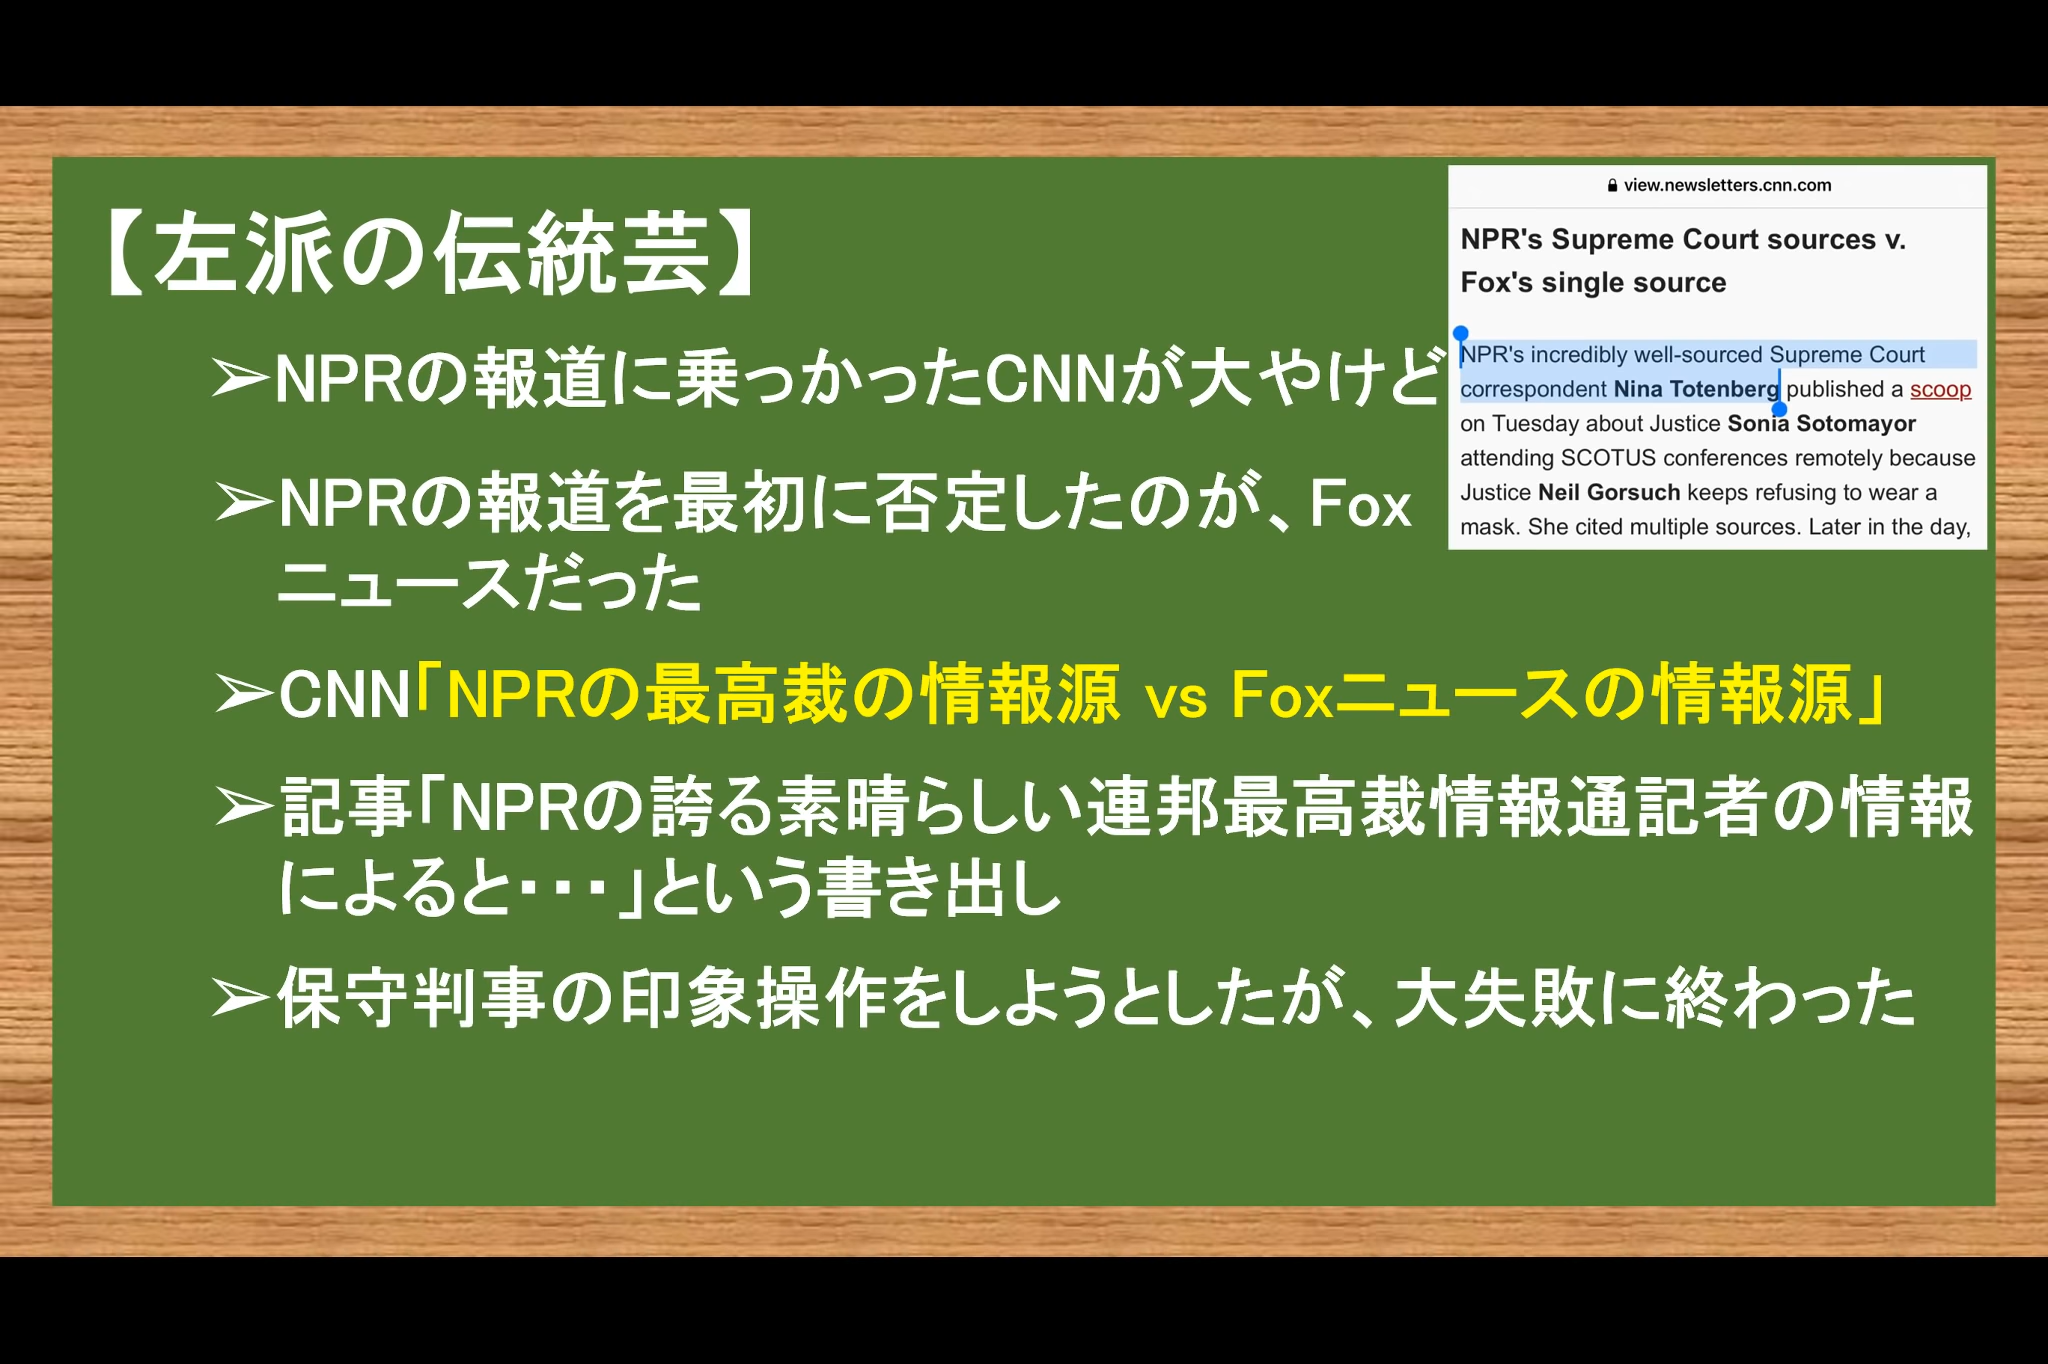 【左派の伝統芸】
➢NPRの報道に乗っかったCNNが大やけど
➢NPRの報道を最初に否定したのが、Fox
ニュースだった
➢CNN「NPRの最高裁の情報源 vs Foxニュースの情報源」
➢記事「NPRの誇る素晴らしい連邦最高裁情報通記者の情報
によると・・・」という書き出し
➢保守判事の印象操作をしようとしたが、大失敗に終わった
view.newsletters.cnn.com
NPR's Supreme Court sources v.
Fox's single source
NPR's incredibly well-sourced Supreme Court
correspondent Nina Totenberg published a scoop
on Tuesday about Justice Sonia Sotomayor
attending SCOTUS conferences remotely because
Justice Neil Gorsuch keeps refusing to wear a
mask. She cited multiple sources. Later in the day,